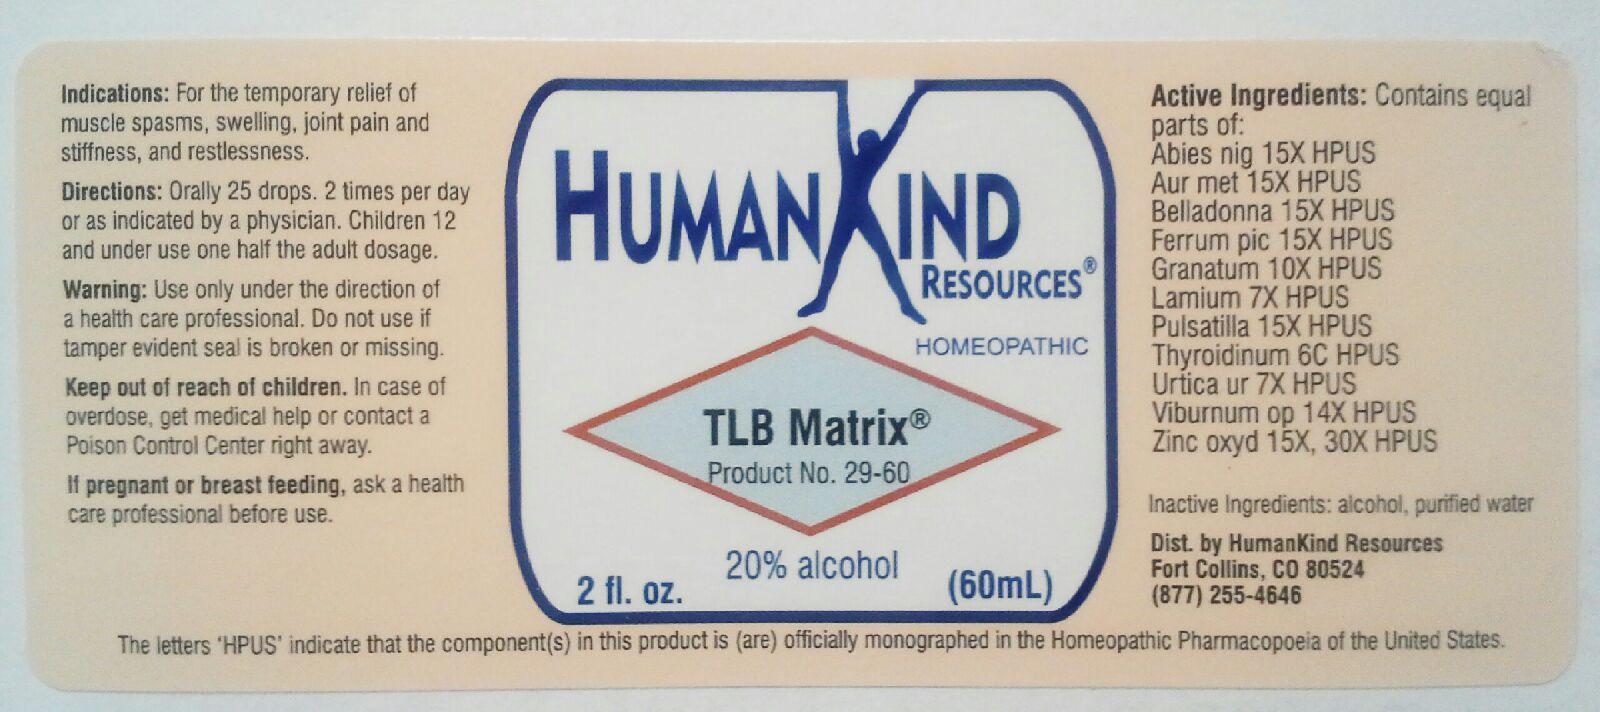 Indications: For the temporary relief of
muscle spasms, swelling, joint pain and
stiffness, and restlessness.
Directions: Orally 25 drops. 2 times per day
or as indicated by a physician. Children 12
and under use one half the adult dosage.
Warning: Use only under the direction of
a health care professional. Do not use if
tamper evident seal is broken or missing.
Keep out of reach of children. In case of
overdose, get medical help or contact a
Poison Control Center right away.
If pregnant or breast feeding, ask a health
care professional before use.
HUMANKIND
RESOURCES®
HOMEOPATHIC
TLB Matrix®
Product No. 29-60
20% alcohol
2 fl. oz. (60mL)
Active Ingredients: Contains equal
parts of:
Abies nig 15X HPUS
Aur met 15X HPUS
Belladonna 15X HPUS
Ferrum pic 15X HPUS
Granatum 10X HPUS
Lamium 7X HPUS
Pulsatilla 15X HPUS
Thyroidinum 6C HPUS
Urtica ur 7X HPUS
Viburnum op 14X HPUS
Zinc oxyd 15X, 30X HPUS
Inactive Ingredients: alcohol, purified water
Dist. by HumanKind Resources
Fort Collins, CO 80524
(877) 255-4646
The letters 'HPUS' indicate that the component(s) in this product is (are) officially monographed in the Homeopathic Pharmacopoeia of the United States.